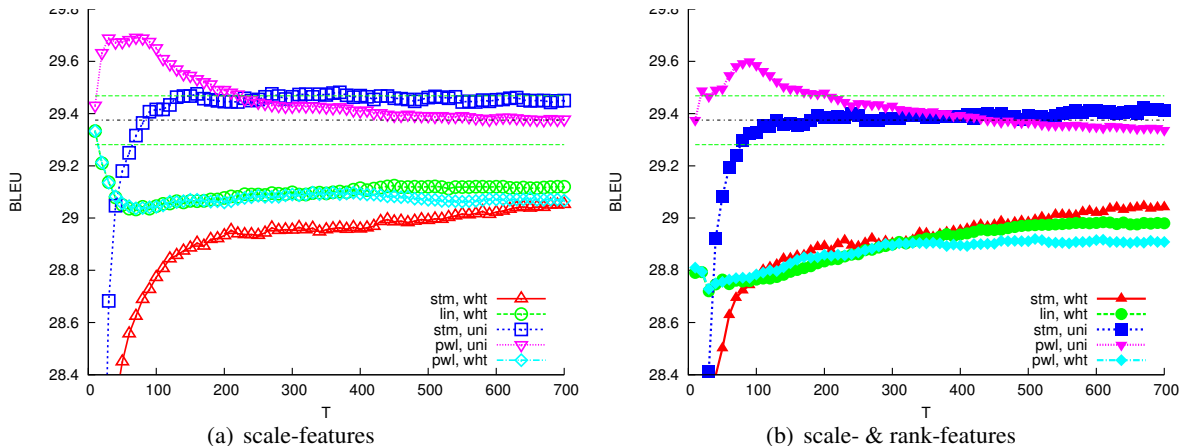 29.8
29.6
29.4
29.2
29
28.8
28.6
28.4
BLEU
0 100 200 300 400 500 600 700
T
stm, wht
lin, wht
stm, uni
pwl, uni
pwl, wht
(a) scale-features
29.8
29.6
29.4
29.2
29
28.8
28.6
28.4
BLEU
0 100 200 300 400 500 600 700
T
stm, wht
lin, wht
stm, uni
pwl, uni
pwl, wht
(b) scale- & rank-features